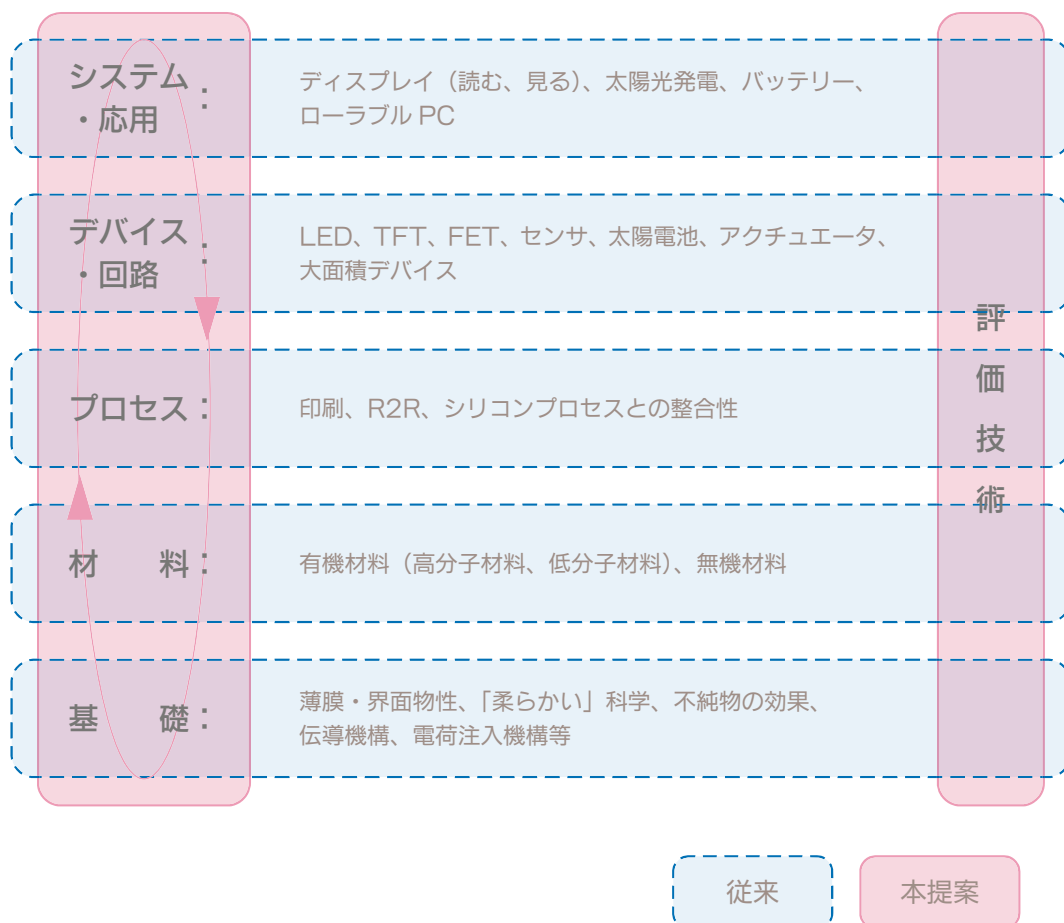 システム
・応用：
ディスプレイ（読む、見る）、太陽光発電、バッテリー、
ローラブル PC
デバイス
・回路：
LED、TFT、FET、センサ、太陽電池、アクチュエータ、
大面積デバイス
プロセス：
印刷、R2R、シリコンプロセスとの整合性
材　　料：
有機材料（高分子材料、低分子材料）、無機材料
基　　礎：
薄膜・界面物性、「柔らかい」科学、不純物の効果、
伝導機構、電荷注入機構等
評
価
技
術
従来
本提案